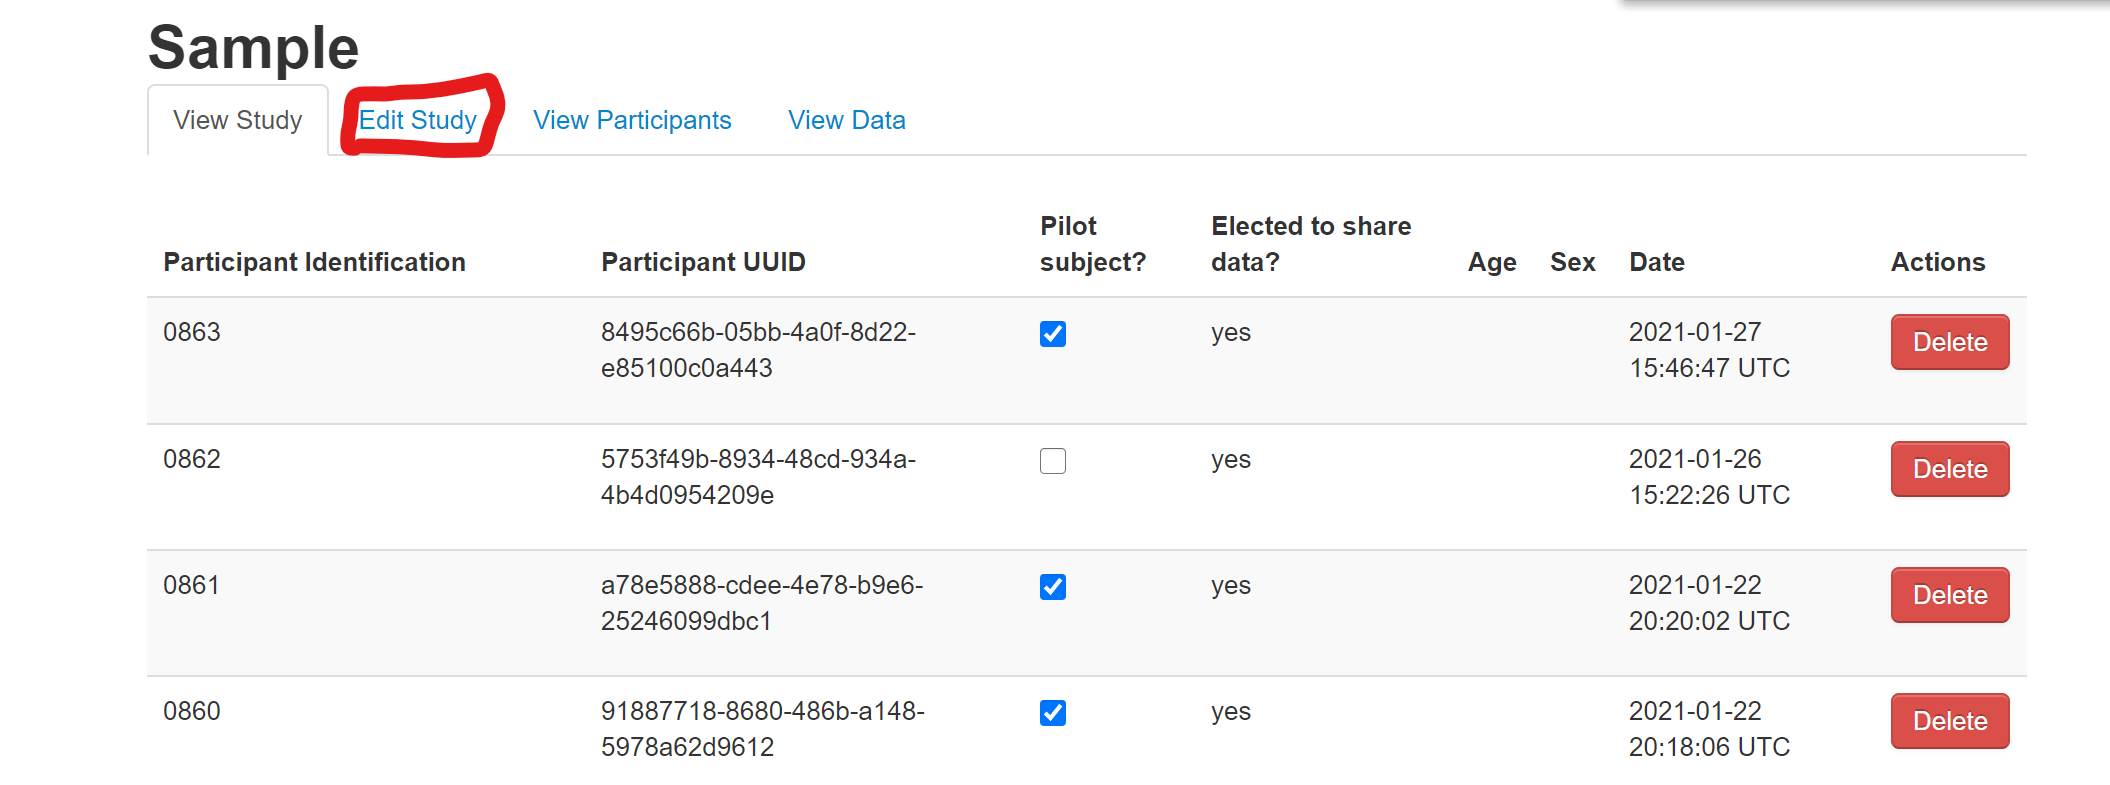 Sample
View Study Edit Study View Participants View Data
Pilot Elected to share
Participant Identification Participant UUID subject? data? Age Sex Date Actions
0863 8495c66b-05bb-4a0f-8d22- yes 2021-01-27 Delete
e85100c0a443 15:46:47 UTC
0862 5753f49b-8934-48cd-934a- yes 2021-01-26 Delete
4b4d0954209e 15:22:26 UTC
0861 a78e5888-cdee-4e78-b9e6- yes 2021-01-22 Delete
25246099dbc1 20:20:02 UTC
0860 91887718-8680-486b-a148- yes 2021-01-22 Delete
5978a62d9612 20:18:06 UTC